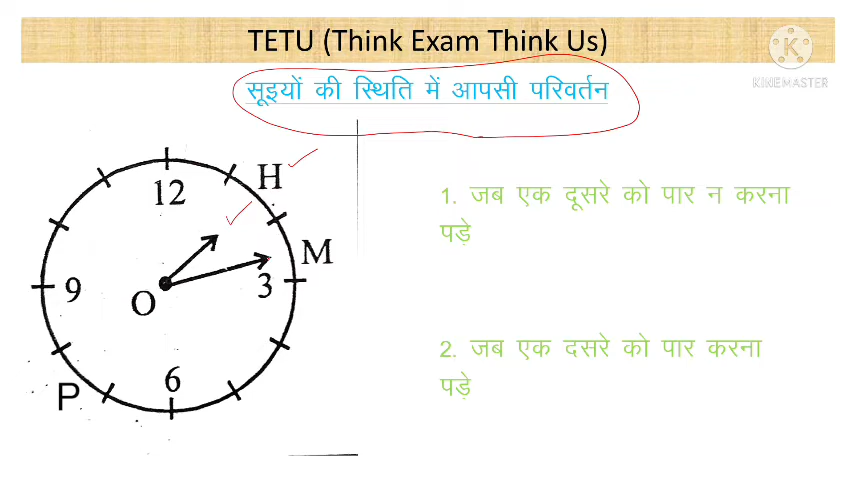 TETU (Think Exam Think Us)
K
KINEMASTER
सूइयों की स्थिति में आपसी परिवर्तन
H
12
1. जब एक दूसरे को पार न करना
पड़े
M
9
3
O
2. जब एक दसरे को पार करना
पड़े
6
P